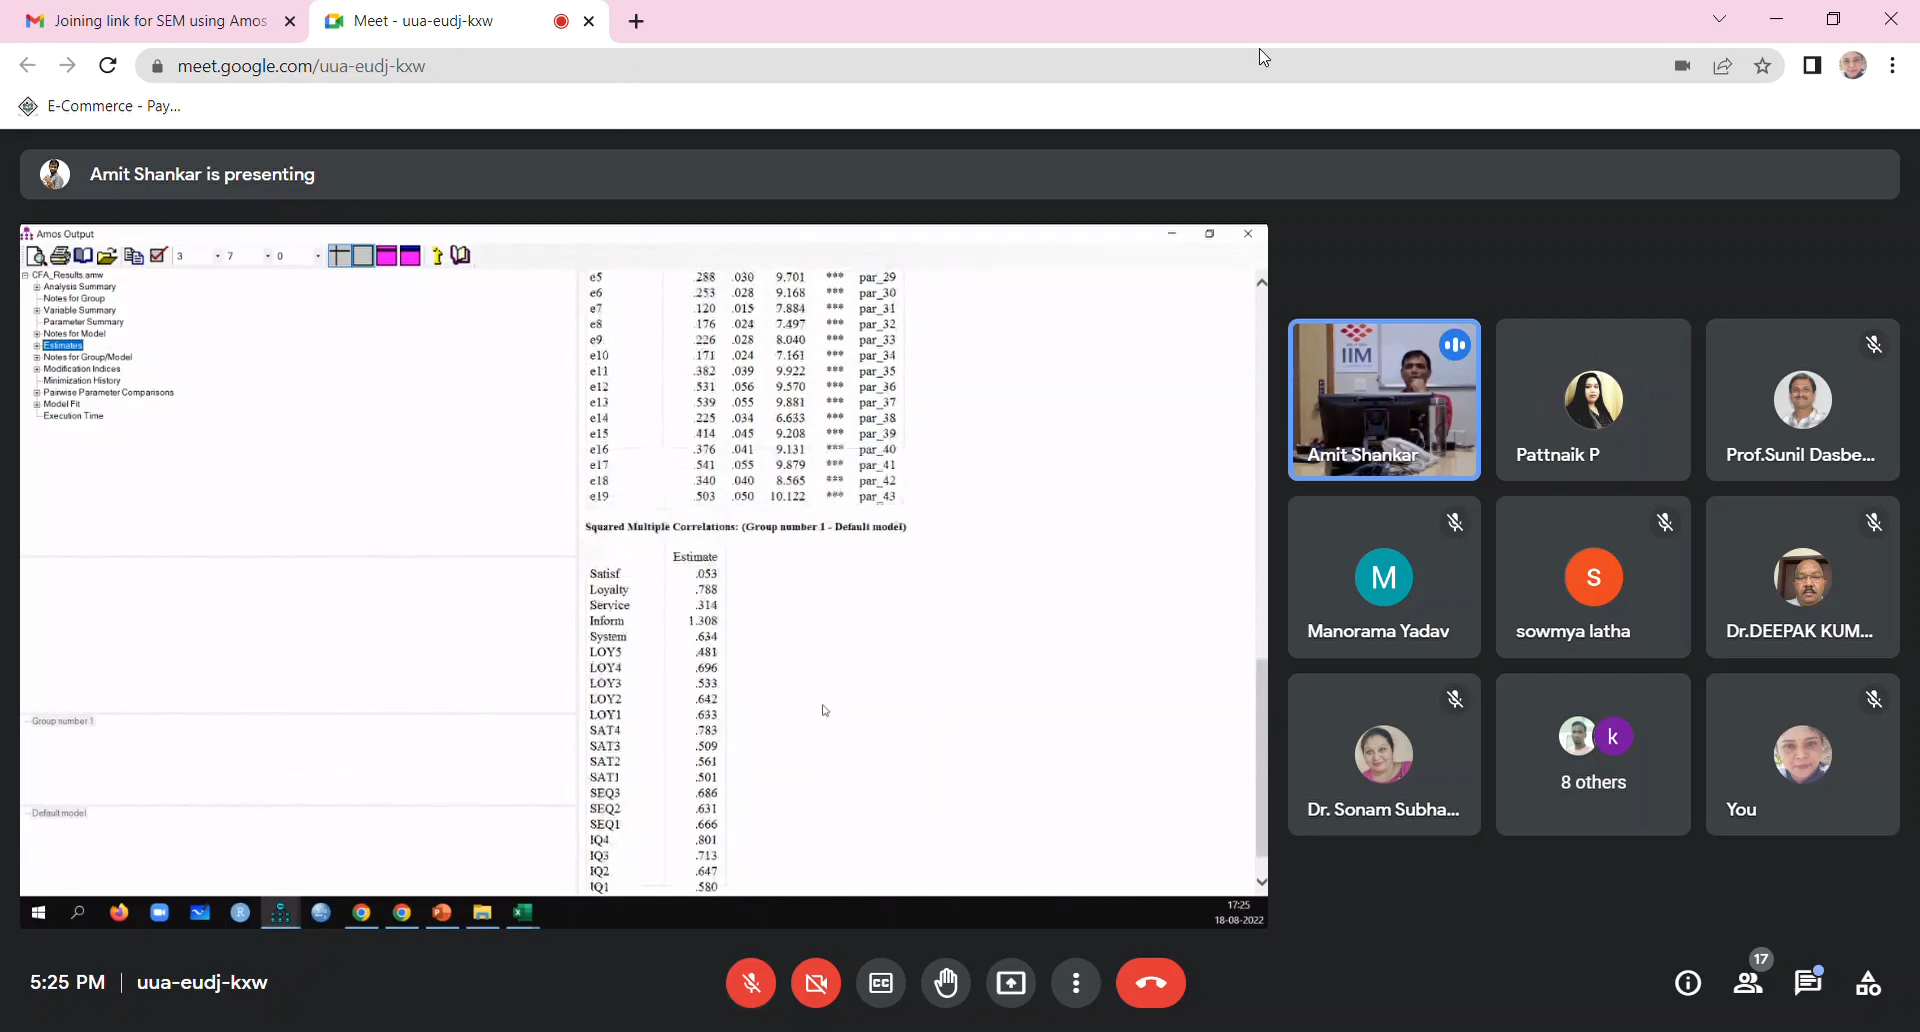 Joining link for SEM using Amos
Meet - uua-eudj-kxw
meet.google.com/uua-eudj-kxw
E-Commerce - Pay...
Amit Shankar is presenting
Amos Output
3 7 0
CFA_Results.amw
Analysis Summary
Notes for Group
Variable Summary
Parameter Summary
Notes for Model
Estimates
Notes for Group/Model
Modification Indices
Minimization History
Pairwise Parameter Comparisons
Model Fit
Execution Time
Group number 1
Default model
e5 .288 .030 9.701 *** par_29
e6 .253 .028 9.168 *** par_30
e7 .120 .015 7.884 *** par_31
e8 .176 .024 7.497 *** par_32
e9 .226 .028 8.040 *** par_33
e10 .171 .024 7.161 *** par_34
e11 .382 .039 9.922 *** par_35
e12 .531 .056 9.570 *** par_36
e13 .539 .055 9.881 *** par_37
e14 .225 .034 6.633 *** par_38
e15 .414 .045 9.208 *** par_39
e16 .376 .041 9.131 *** par_40
e17 .541 .055 9.879 *** par_41
e18 .340 .040 8.565 *** par_42
e19 .503 .050 10.122 *** par_43
Squared Multiple Correlations: (Group number 1 - Default model)
Estimate
Satisf .053
Loyalty .788
Service .314
Inform 1.308
System .634
LOY5 .481
LOY4 .696
LOY3 .533
LOY2 .642
LOY1 .633
SAT4 .783
SAT3 .509
SAT2 .561
SAT1 .501
SEQ3 .686
SEQ2 .631
SEQ1 .666
IQ4 .801
IQ3 .713
IQ2 .647
IQ1 .580
17:25
18-08-2022
IIM
Amit Shankar
Pattnaik P
Prof.Sunil Dasbe...
M
Manorama Yadav
s
sowmya latha
Dr.DEEPAK KUM...
Dr. Sonam Subha...
k
8 others
You
5:25 PM
uua-eudj-kxw
17